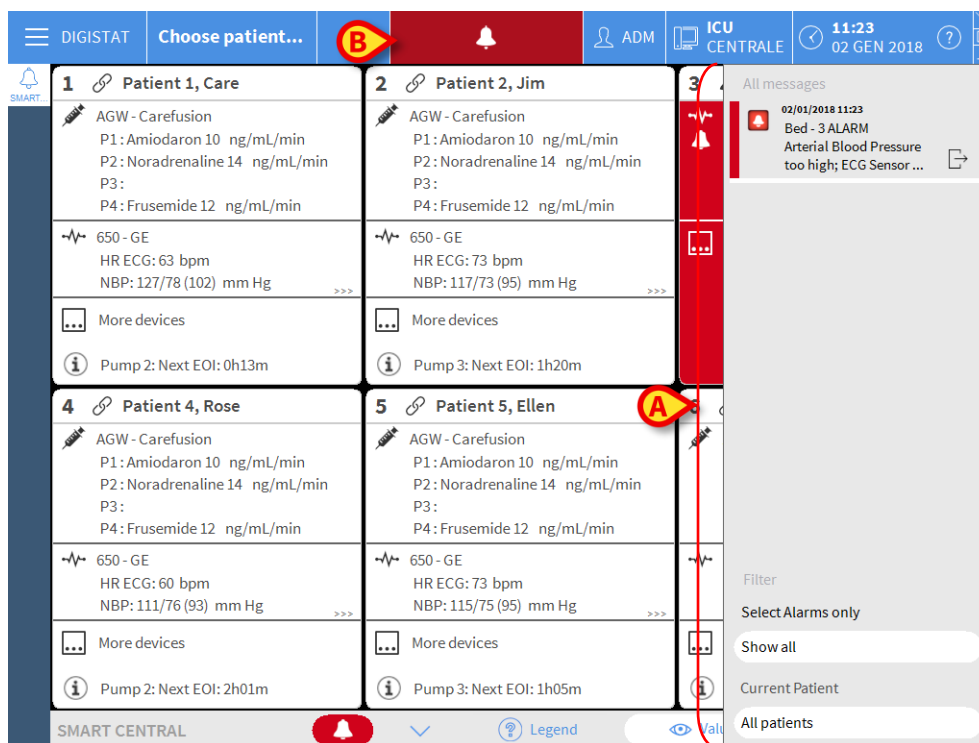 DIGISTAT
Choose patient...
B
ADM
ICU
CENTRALE
11:23
02 GEN 2018
?
SMART...
1 Patient 1, Care
AGW - Carefusion
P1 : Amiodaron 10 ng/mL/min
P2 : Noradrenaline 14 ng/mL/min
P3 :
P4 : Frusemide 12 ng/mL/min
650 - GE
HR ECG: 63 bpm
NBP: 127/78 (102) mm Hg
>>>
More devices
Pump 2: Next EOI: 0h13m
2 Patient 2, Jim
AGW - Carefusion
P1 : Amiodaron 10 ng/mL/min
P2 : Noradrenaline 14 ng/mL/min
P3 :
P4 : Frusemide 12 ng/mL/min
650 - GE
HR ECG: 73 bpm
NBP: 117/73 (95) mm Hg
>>>
More devices
Pump 3: Next EOI: 1h20m
3
All messages
02/01/2018 11:23
Bed - 3 ALARM
Arterial Blood Pressure
too high; ECG Sensor ...
4 Patient 4, Rose
AGW - Carefusion
P1 : Amiodaron 10 ng/mL/min
P2 : Noradrenaline 14 ng/mL/min
P3 :
P4 : Frusemide 12 ng/mL/min
650 - GE
HR ECG: 60 bpm
NBP: 111/76 (93) mm Hg
>>>
More devices
Pump 2: Next EOI: 2h01m
5 Patient 5, Ellen
AGW - Carefusion
P1 : Amiodaron 10 ng/mL/min
P2 : Noradrenaline 14 ng/mL/min
P3 :
P4 : Frusemide 12 ng/mL/min
650 - GE
HR ECG: 73 bpm
NBP: 115/75 (95) mm Hg
>>>
More devices
Pump 3: Next EOI: 1h05m
A
6
Filter
Select Alarms only
Show all
Current Patient
All patients
SMART CENTRAL
? Legend